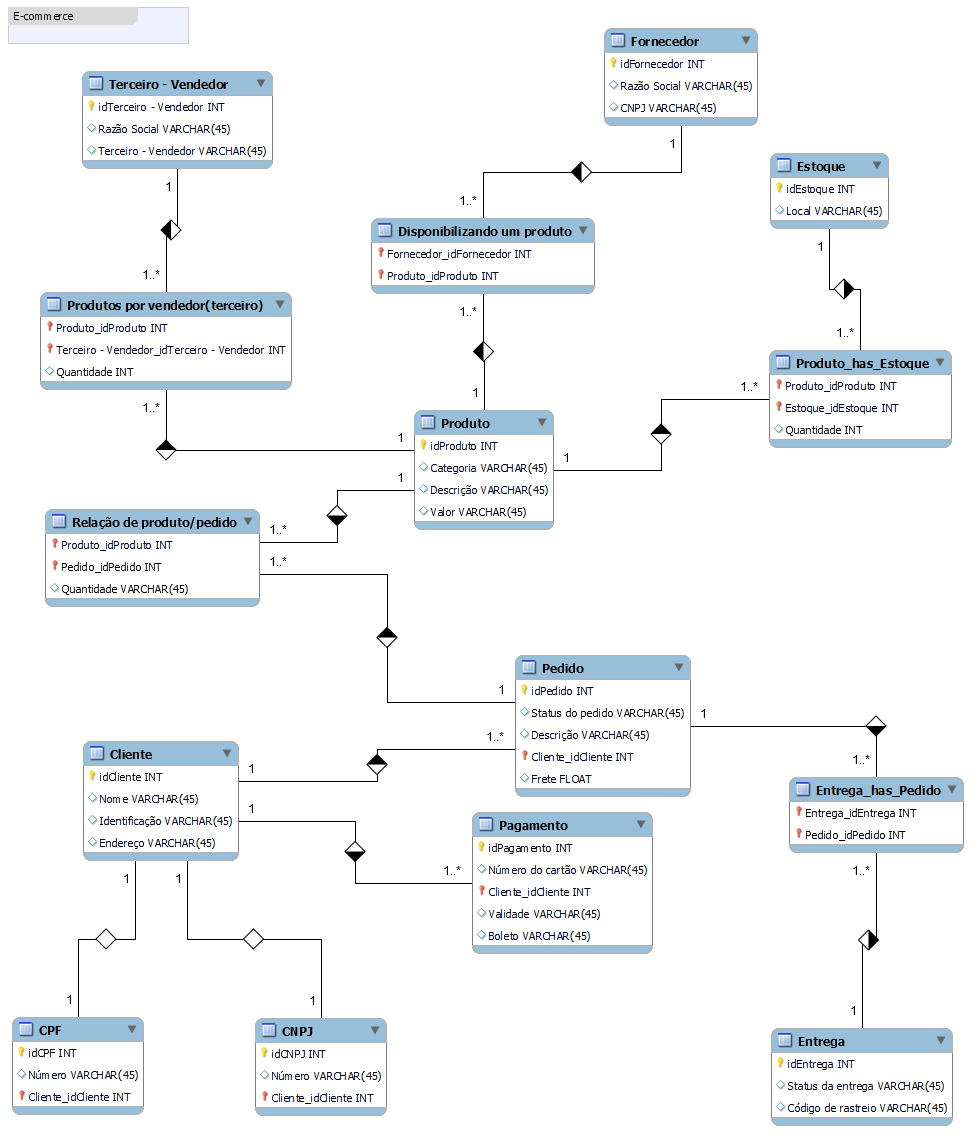 E-commerce
Fornecedor
idFornecedor INT
Razão Social VARCHAR(45)
CNPJ VARCHAR(45)
1
1..*
Terceiro - Vendedor
idTerceiro - Vendedor INT
Razão Social VARCHAR(45)
Terceiro - Vendedor VARCHAR(45)
1
1..*
Estoque
idEstoque INT
Local VARCHAR(45)
1
1..*
Disponibilizando um produto
Fornecedor_idFornecedor INT
Produto_idProduto INT
1..*
1
Produtos por vendedor(terceiro)
Produto_idProduto INT
Terceiro - Vendedor_idTerceiro - Vendedor INT
Quantidade INT
1..*
1
Produto_has_Estoque
Produto_idProduto INT
Estoque_idEstoque INT
Quantidade INT
1..*
1
Produto
idProduto INT
Categoria VARCHAR(45)
Descrição VARCHAR(45)
Valor VARCHAR(45)
1
1..*
Relação de produto/pedido
Produto_idProduto INT
Pedido_idPedido INT
Quantidade VARCHAR(45)
1..*
1
Pedido
idPedido INT
Status do pedido VARCHAR(45)
Descrição VARCHAR(45)
Cliente_idCliente INT
Frete FLOAT
1
1..*
1..*
1
Cliente
idCliente INT
Nome VARCHAR(45)
Identificação VARCHAR(45)
Endereço VARCHAR(45)
1
1..*
Entrega_has_Pedido
Entrega_idEntrega INT
Pedido_idPedido INT
1..*
1
Pagamento
idPagamento INT
Número do cartão VARCHAR(45)
Cliente_idCliente INT
Validade VARCHAR(45)
Boleto VARCHAR(45)
1
1
1
1
CPF
idCPF INT
Número VARCHAR(45)
Cliente_idCliente INT
CNPJ
idCNPJ INT
Número VARCHAR(45)
Cliente_idCliente INT
Entrega
idEntrega INT
Status da entrega VARCHAR(45)
Código de rastreio VARCHAR(45)